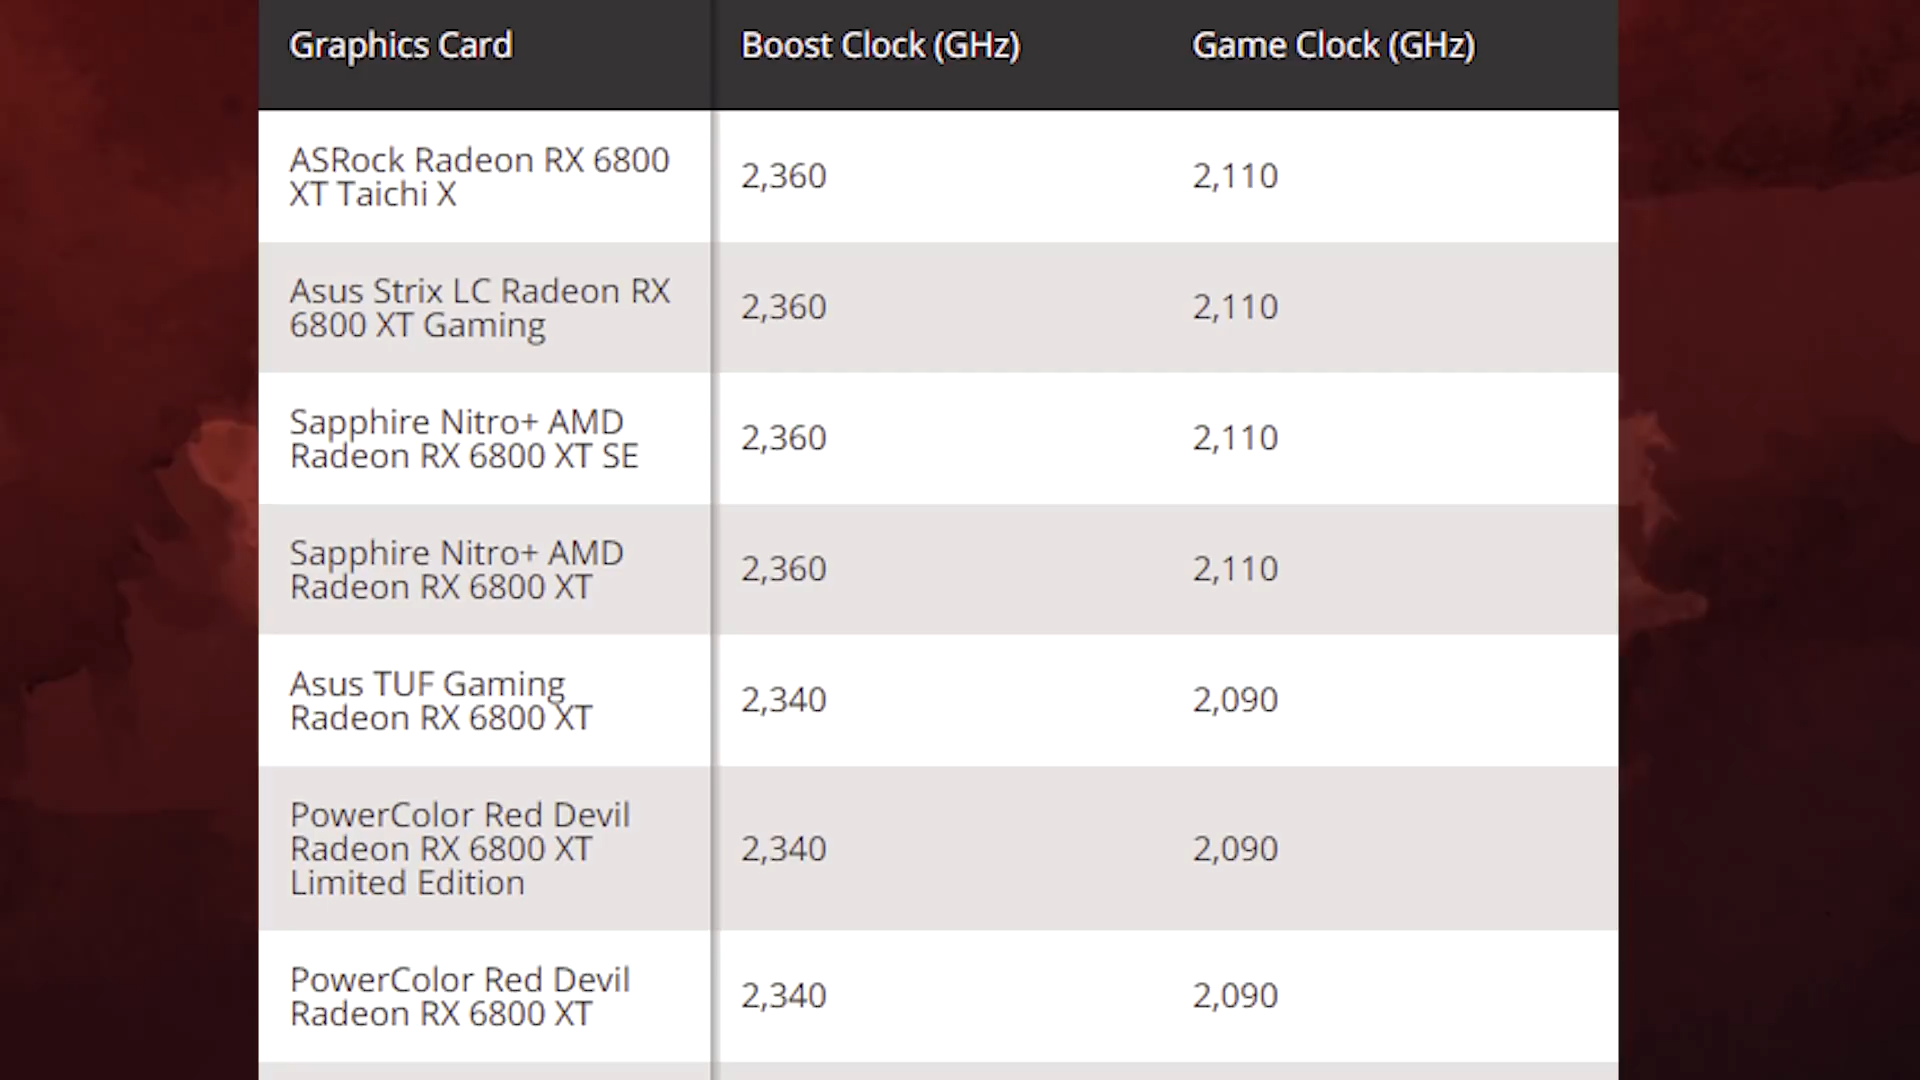 Graphics Card Boost Clock (GHz) Game Clock (GHz)
ASRock Radeon RX 6800
XT Taichi X
2,360 2,110
Asus Strix LC Radeon RX
6800 XT Gaming
2,360 2,110
Sapphire Nitro+ AMD
Radeon RX 6800 XT SE
2,360 2,110
Sapphire Nitro+ AMD
Radeon RX 6800 XT
2,360 2,110
Asus TUF Gaming
Radeon RX 6800 XT
2,340 2,090
PowerColor Red Devil
Radeon RX 6800 XT
Limited Edition
2,340 2,090
PowerColor Red Devil
Radeon RX 6800 XT
2,340 2,090